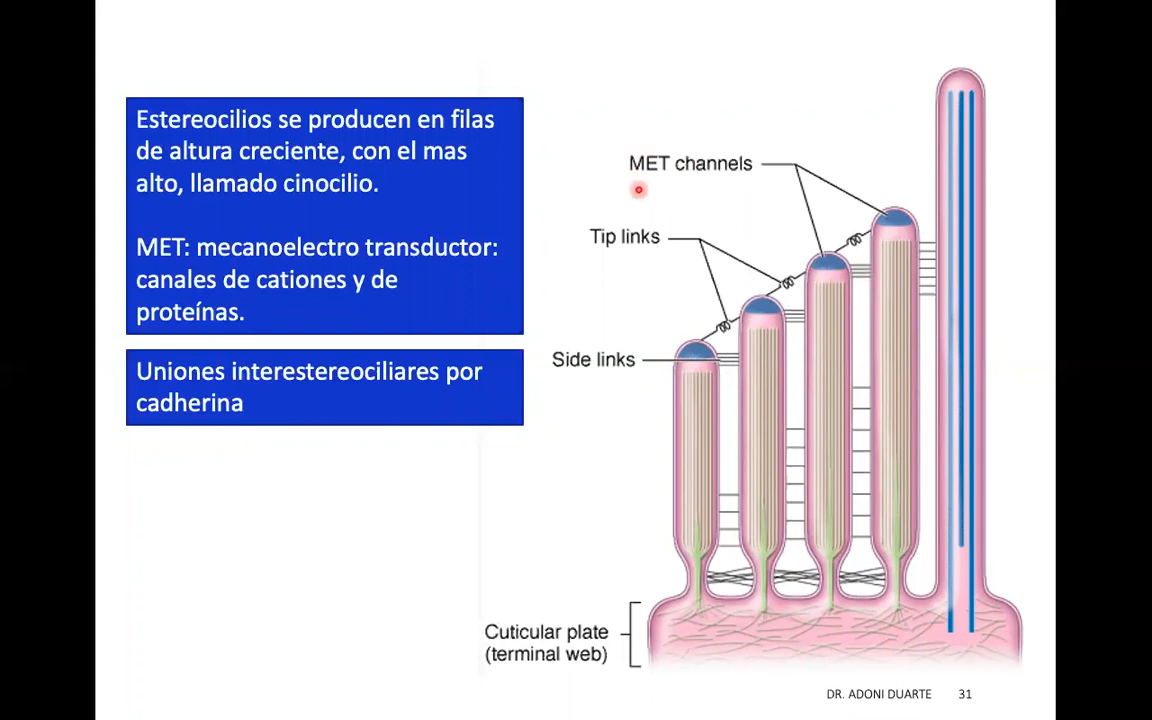 Estereocilios se producen en filas
de altura creciente, con el mas
alto, llamado cinocilio.
MET: mecanoelectro transductor:
canales de cationes y de
proteínas.
Uniones interestereociliares por
cadherina
MET channels
Tip links
Side links
Cuticular plate
(terminal web)
DR. ADONI DUARTE 31